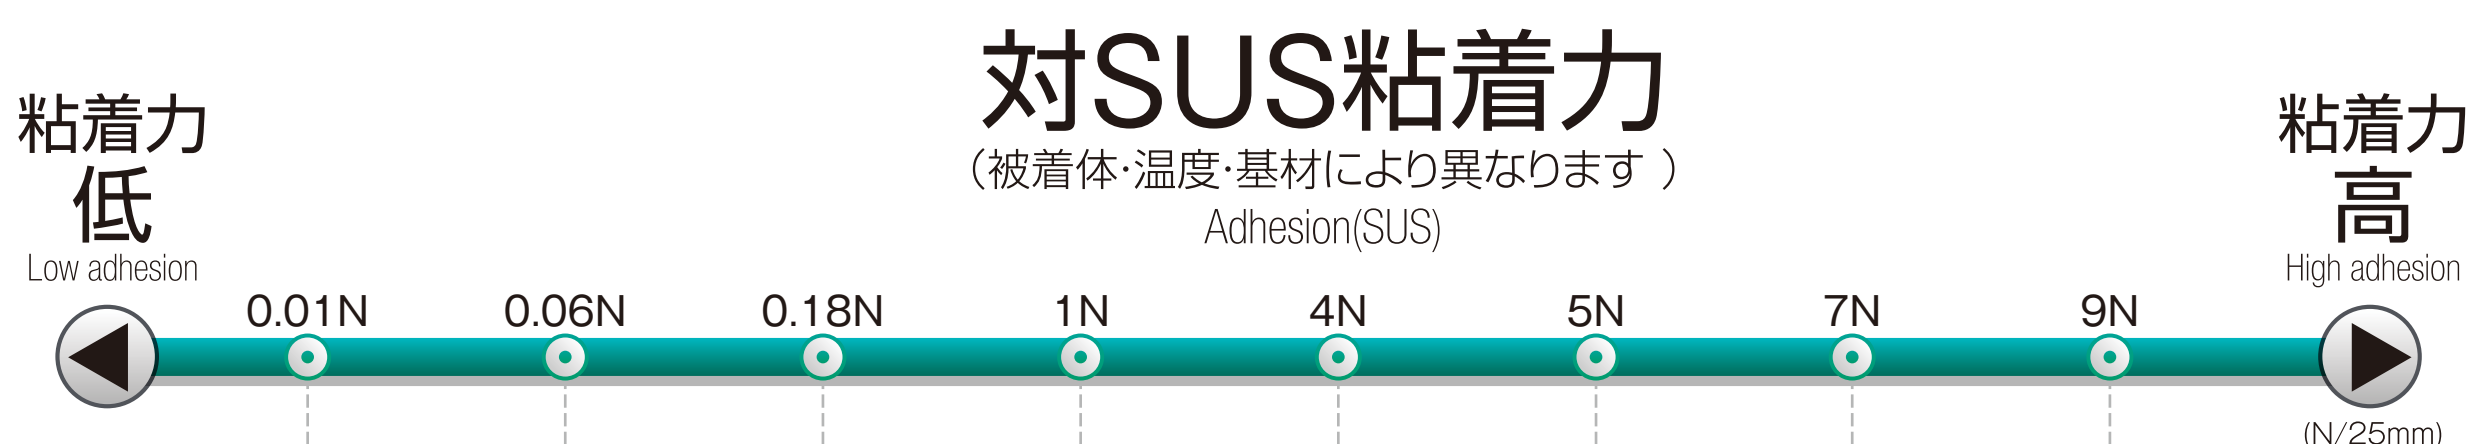 対SUS粘着力
(被着体・温度・基材により異なります )
Adhesion(SUS)
粘着力
低
Low adhesion
粘着力
高
High adhesion
0.01N 0.06N 0.18N 1N 4N 5N 7N 9N
(N/25mm)